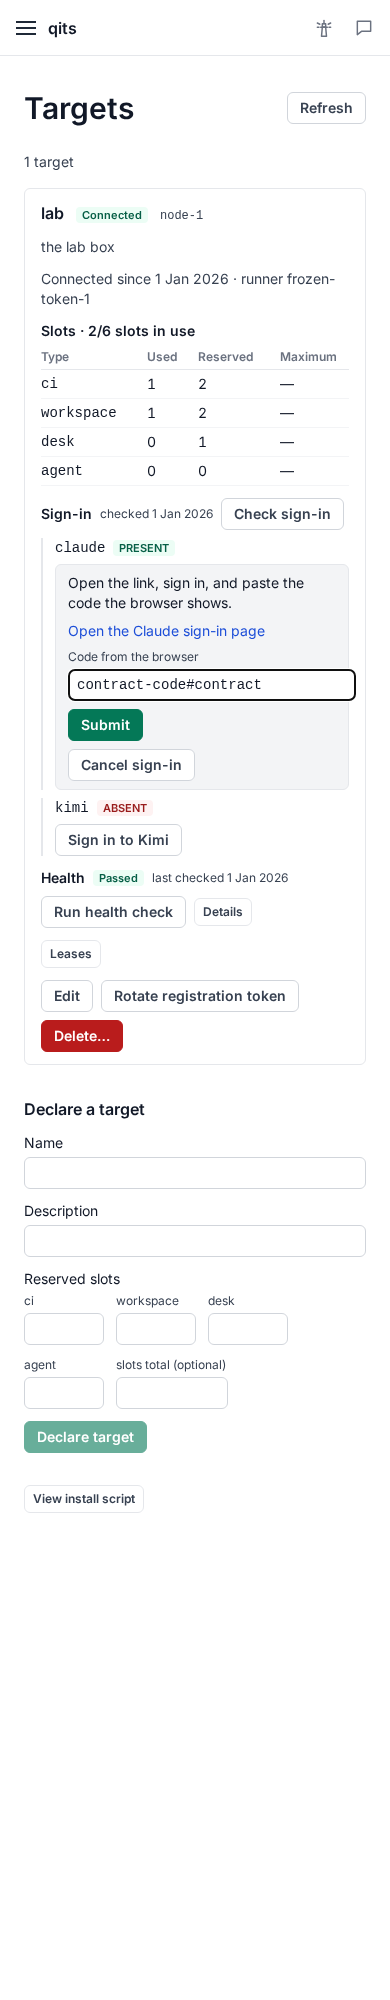 qits
Targets
Refresh
1 target
lab Connected node-1
the lab box
Connected since 1 Jan 2026 · runner frozen-
token-1
Slots · 2/6 slots in use
Type Used Reserved Maximum
ci 1 2 —
workspace 1 2 —
desk 0 1 —
agent 0 0 —
Sign-in checked 1 Jan 2026 Check sign-in
claude PRESENT
Open the link, sign in, and paste the
code the browser shows.
Open the Claude sign-in page
Code from the browser
contract-code#contract
Submit
Cancel sign-in
kimi ABSENT
Sign in to Kimi
Health Passed last checked 1 Jan 2026
Run health check Details
Leases
Edit Rotate registration token
Delete...
Declare a target
Name
Description
Reserved slots
ci workspace desk
agent slots total (optional)
Declare target
View install script